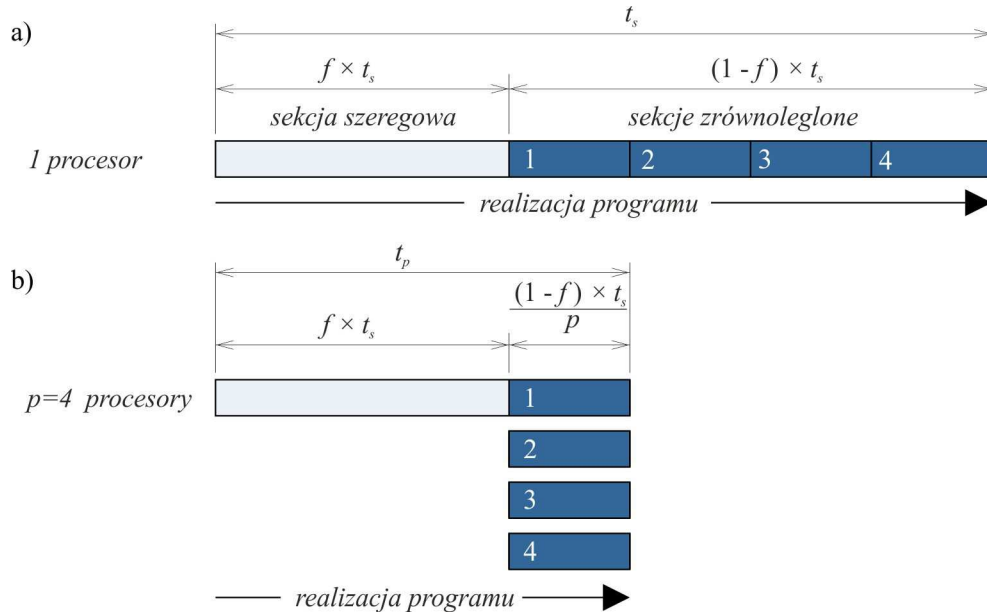 a)
t_s
f × t_s
(1 - f) × t_s
sekcja szeregowa
sekcje zrównoleglone
1 procesor
1 2 3 4
realizacja programu
b)
t_p
(1 - f) × t_s
p
f × t_s
p=4 procesory
1
2
3
4
realizacja programu